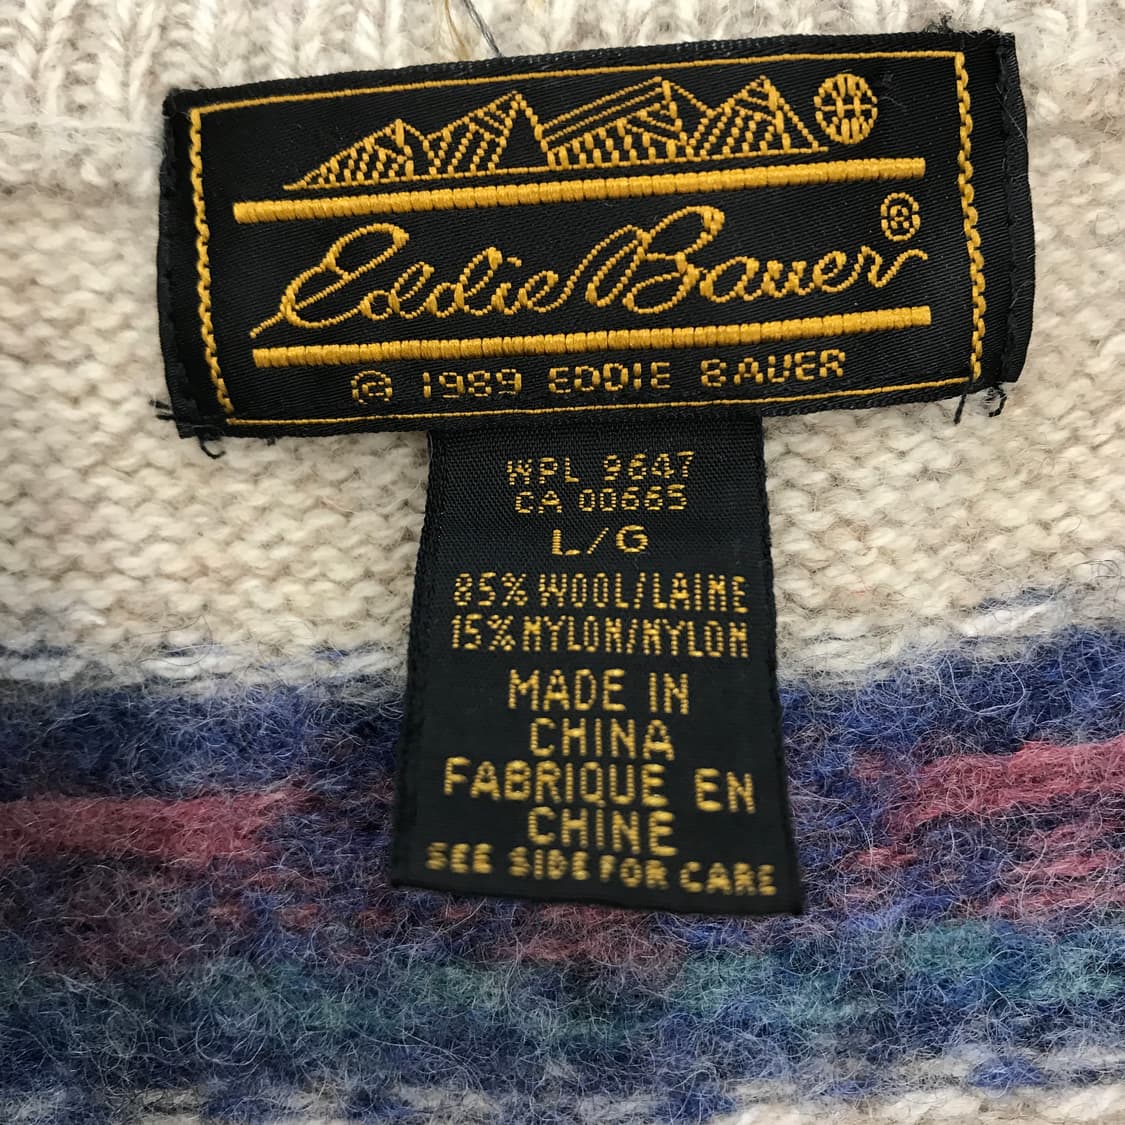 Eddie Bauer®
© 1989 EDDIE BAUER
WPL 9647
CA 00665
L/G
85% WOOL/LAINE
15% NYLON/NYLON
MADE IN
CHINA
FABRIQUE EN
CHINE
SEE SIDE FOR CARE